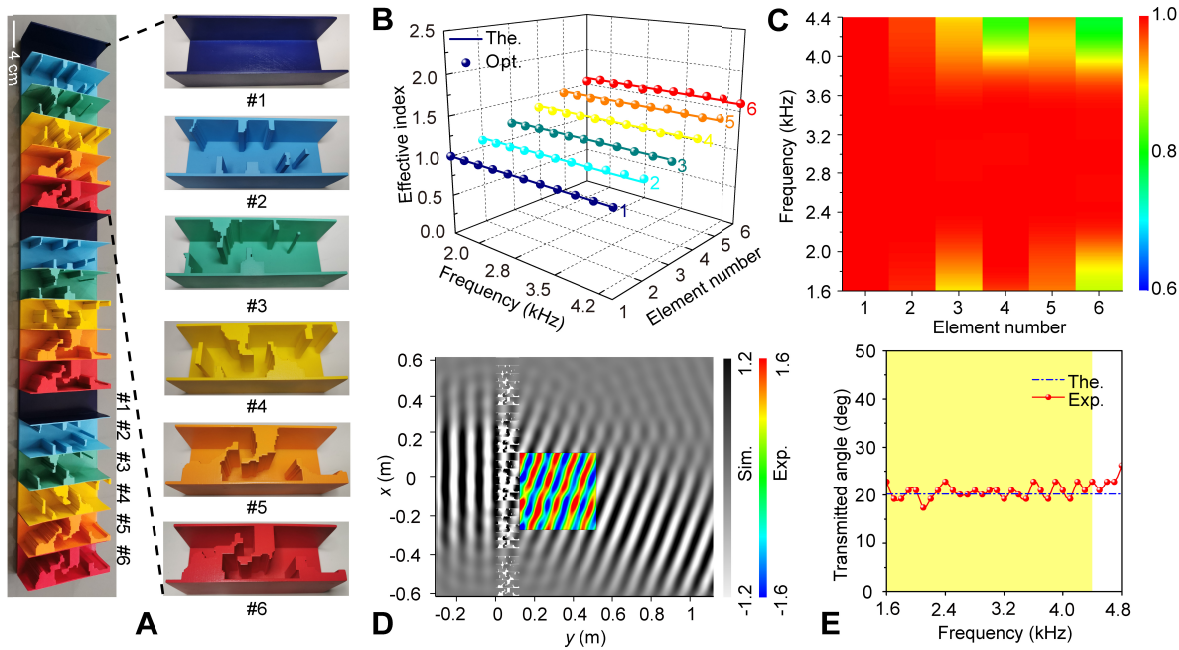 4 cm
#1
#2
#3
#4
#5
#6
#1
#2
#3
#4
#5
#6
A
B
2.5
2.0
1.5
1.0
0.5
0.0
Effective index
The.
Opt.
1
2
3
4
5
6
2.0
2.8
3.5
4.2
Frequency (kHz)
1
2
3
4
5
6
Element number
C
4.4
4.0
3.6
3.2
2.8
2.4
2.0
1.6
Frequency (kHz)
1 2 3 4 5 6
Element number
1.0
0.8
0.6
D
0.6
0.4
0.2
0
-0.2
-0.4
-0.6
x (m)
-0.2 0 0.2 0.4 0.6 0.8 1
y (m)
1.2
Sim.
-1.2
1.6
Exp.
-1.6
E
50
40
30
20
10
0
Transmitted angle (deg)
The.
Exp.
1.6 2.4 3.2 4.0 4.8
Frequency (kHz)